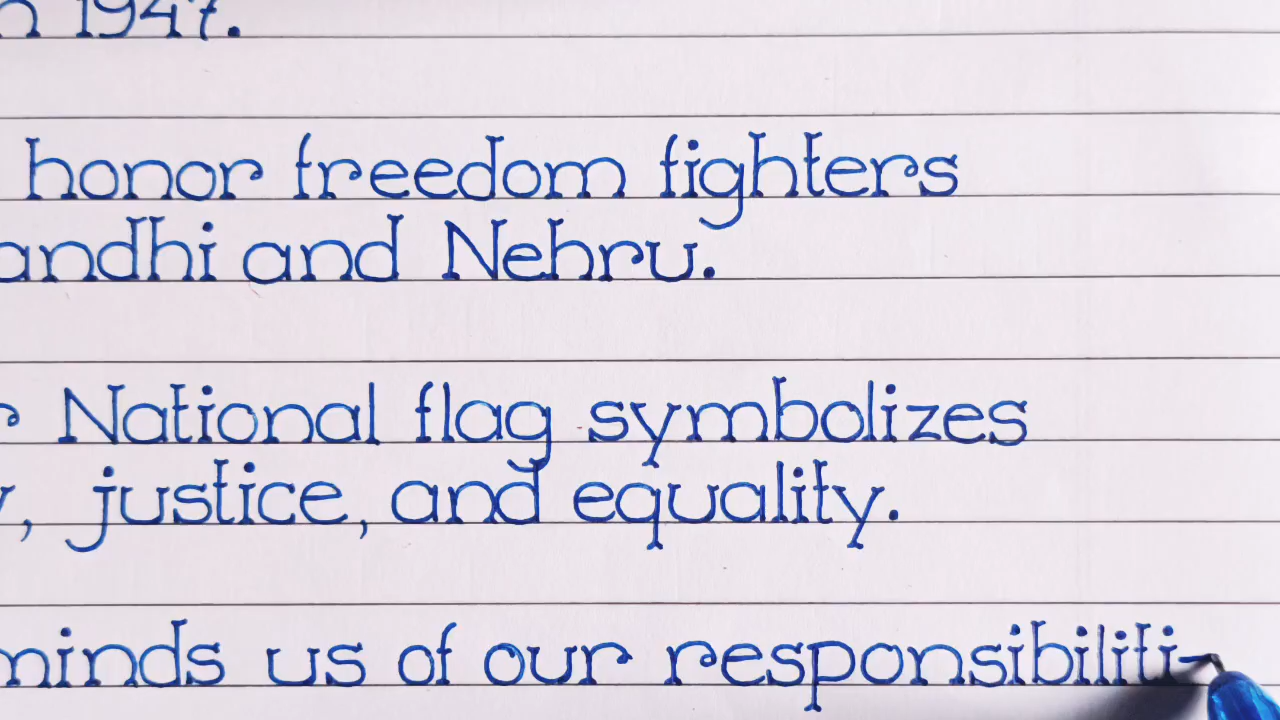 n 1947.
honor freedom fighters
andhi and Nehru.
National flag symbolizes
y, justice, and equality.
minds us of our responsibiliti